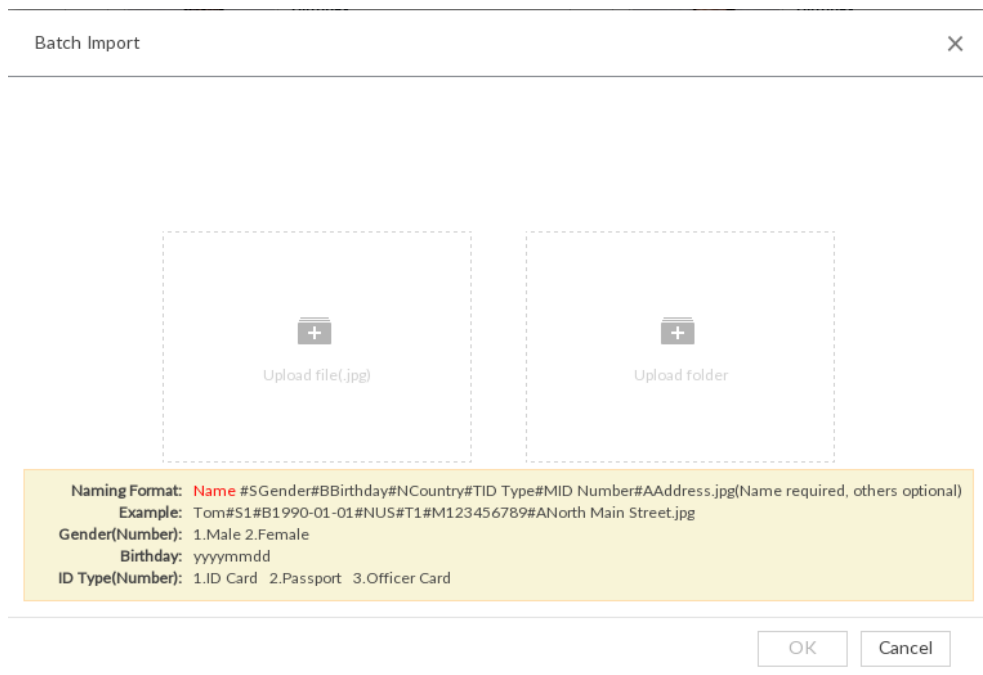 Batch Import
Upload file(.jpg)
Upload folder
Naming Format: Name #SGender#BBirthday#NCountry#TID Type#MID Number#AAddress.jpg(Name required, others optional)
Example: Tom#S1#B1990-01-01#NUS#T1#M123456789#ANorth Main Street.jpg
Gender(Number): 1.Male 2.Female
Birthday: yyyymmdd
ID Type(Number): 1.ID Card 2.Passport 3.Officer Card
OK
Cancel